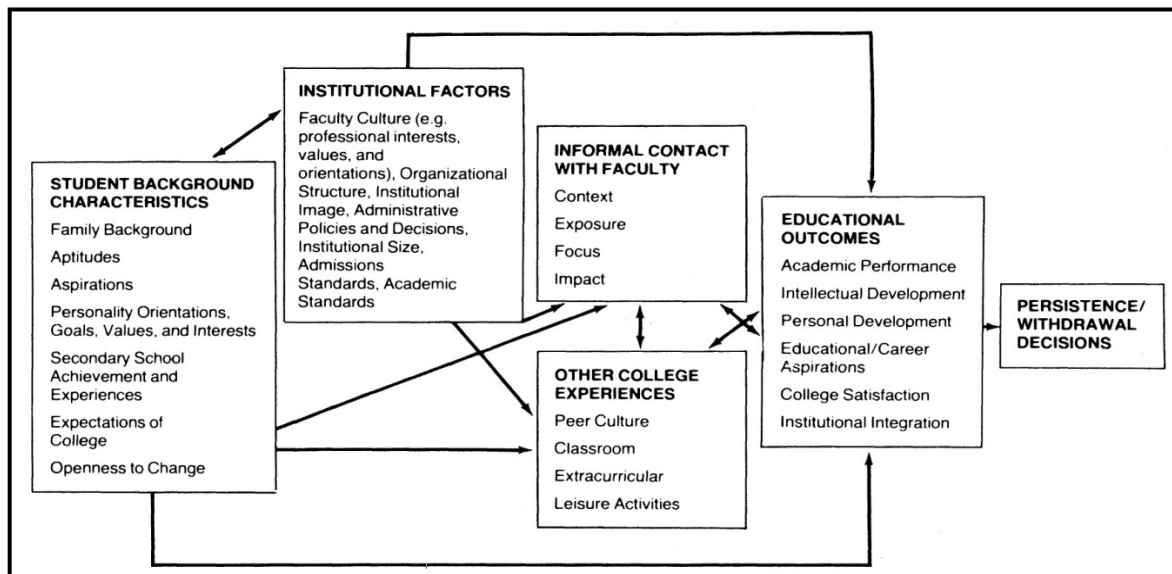 STUDENT BACKGROUND
CHARACTERISTICS
Family Background
Aptitudes
Aspirations
Personality Orientations,
Goals, Values, and Interests
Secondary School
Achievement and
Experiences
Expectations of
College
Openness to Change
INSTITUTIONAL FACTORS
Faculty Culture (e.g.
professional interests,
values, and
orientations), Organizational
Structure, Institutional
Image, Administrative
Policies and Decisions,
Institutional Size,
Admissions
Standards, Academic
Standards
INFORMAL CONTACT
WITH FACULTY
Context
Exposure
Focus
Impact
OTHER COLLEGE
EXPERIENCES
Peer Culture
Classroom
Extracurricular
Leisure Activities
EDUCATIONAL
OUTCOMES
Academic Performance
Intellectual Development
Personal Development
Educational/Career
Aspirations
College Satisfaction
Institutional Integration
PERSISTENCE/
WITHDRAWAL
DECISIONS